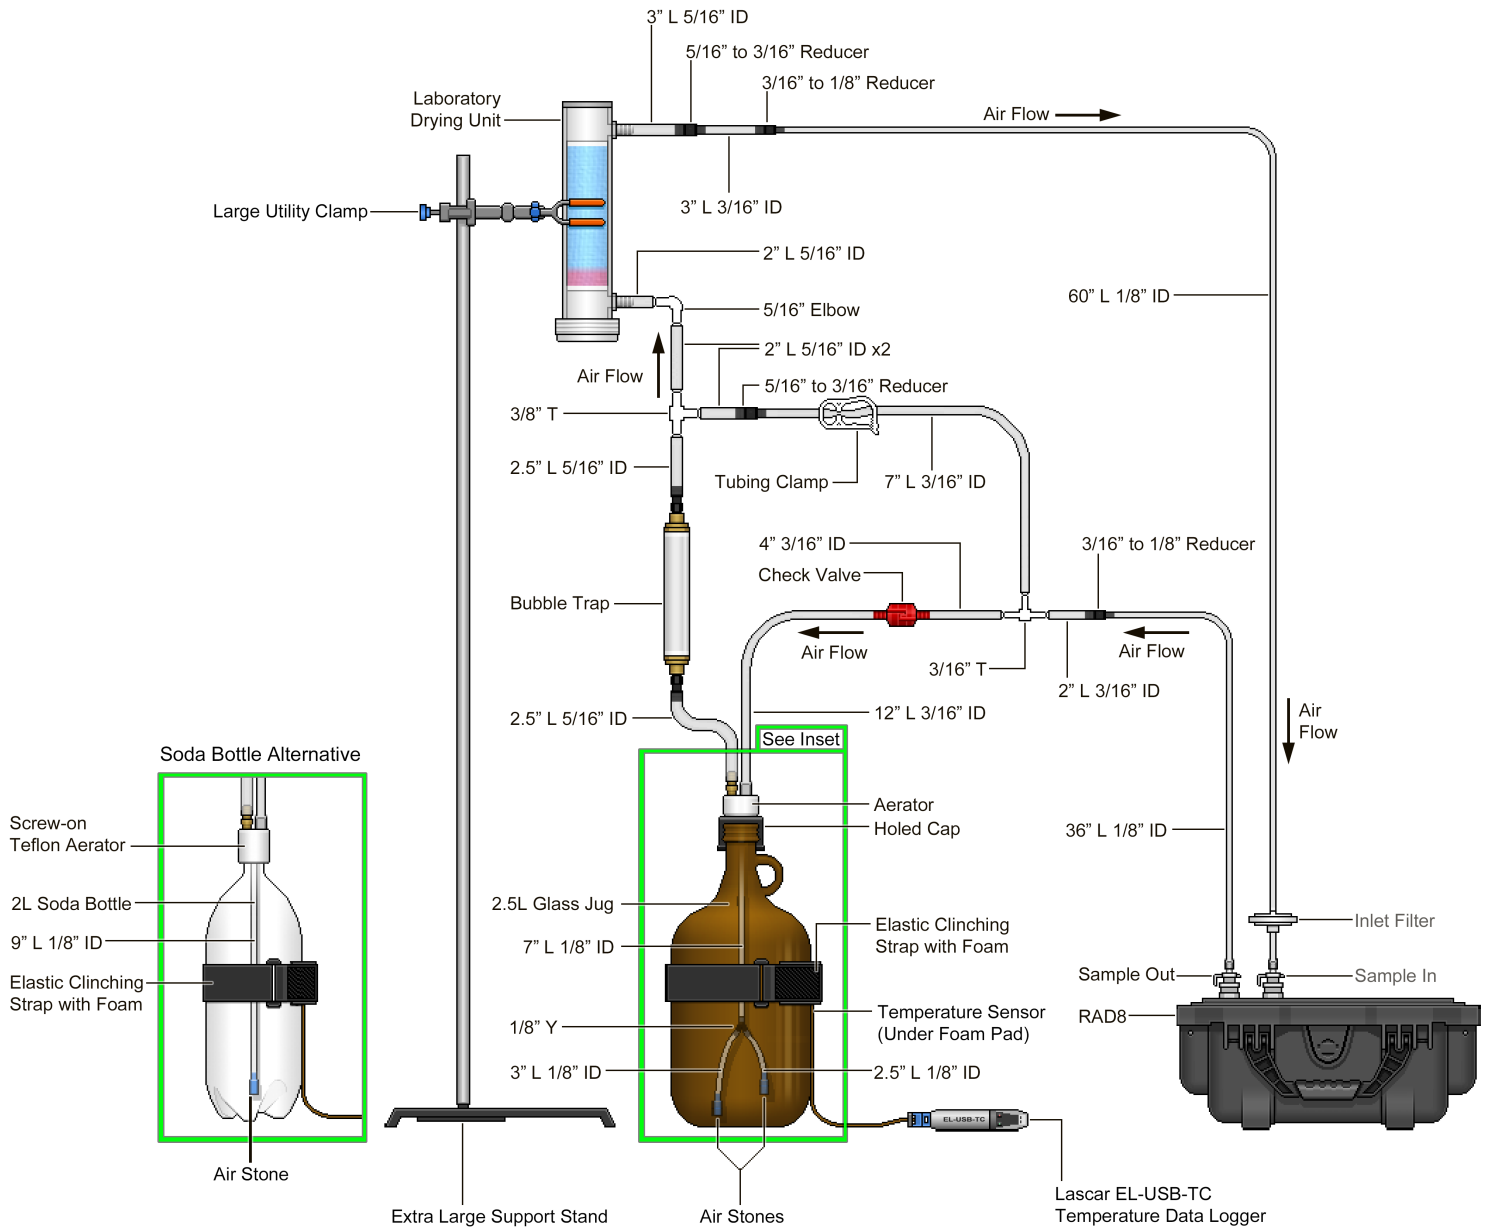 3” L 5/16” ID
5/16” to 3/16” Reducer
3/16” to 1/8” Reducer
Laboratory
Drying Unit
Air Flow
Large Utility Clamp
3” L 3/16” ID
2” L 5/16” ID
60” L 1/8” ID
5/16” Elbow
2” L 5/16” ID x2
Air Flow
5/16” to 3/16” Reducer
3/8” T
2.5” L 5/16” ID
Tubing Clamp
7” L 3/16” ID
4” 3/16” ID
3/16” to 1/8” Reducer
Check Valve
Bubble Trap
Air Flow
Air Flow
3/16” T
2” L 3/16” ID
2.5” L 5/16” ID
12” L 3/16” ID
Air
Flow
See Inset
Soda Bottle Alternative
Screw-on
Teflon Aerator
Aerator
Holed Cap
36” L 1/8” ID
2L Soda Bottle
2.5L Glass Jug
9” L 1/8” ID
7” L 1/8” ID
Elastic Clinching
Strap with Foam
Inlet Filter
Elastic Clinching
Strap with Foam
Sample Out
Sample In
Temperature Sensor
(Under Foam Pad)
RAD8
1/8” Y
3” L 1/8” ID
2.5” L 1/8” ID
EL-USB-TC
Air Stone
Extra Large Support Stand
Air Stones
Lascar EL-USB-TC
Temperature Data Logger